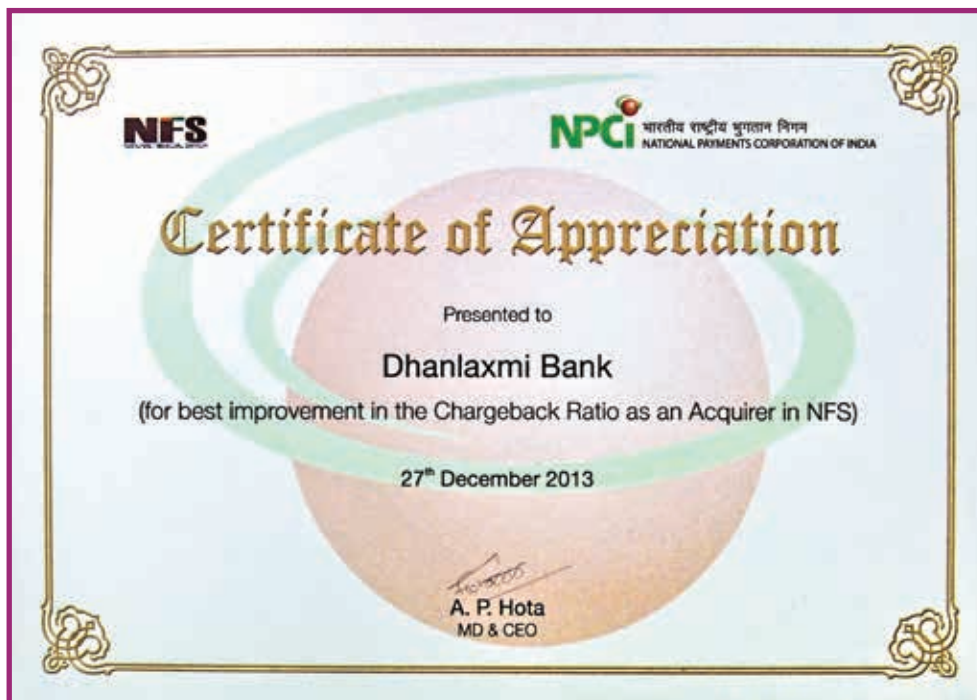 NFS
NPCi
भारतीय राष्ट्रीय भुगतान निगम
NATIONAL PAYMENTS CORPORATION OF INDIA
Certificate of Appreciation
Presented to
Dhanlaxmi Bank
(for best improvement in the Chargeback Ratio as an Acquirer in NFS)
27th December 2013
A. P. Hota
MD & CEO